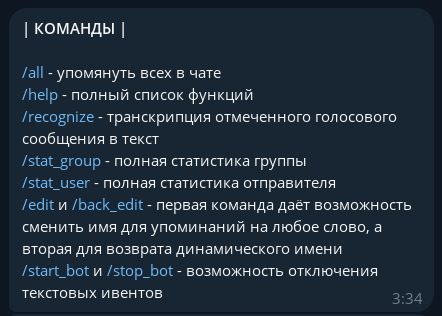 | КОМАНДЫ |
/all - упомянуть всех в чате
/help - полный список функций
/recognize - транскрипция отмеченного голосового
сообщения в текст
/stat_group - полная статистика группы
/stat_user - полная статистика отправителя
/edit и /back_edit - первая команда даёт возможность
сменить имя для упоминаний на любое слово, а
вторая для возврата динамического имени
/start_bot и /stop_bot - возможность отключения
текстовых ивентов
3:34